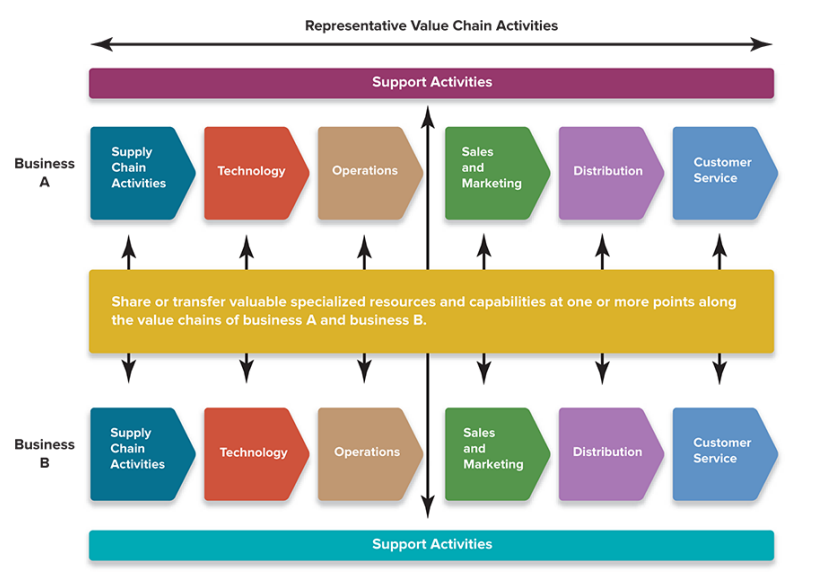 Representative Value Chain Activities
Support Activities
Business
A
Supply
Chain
Activities
Technology
Operations
Sales
and
Marketing
Distribution
Customer
Service
Share or transfer valuable specialized resources and capabilities at one or more points along
the value chains of business A and business B.
Business
B
Supply
Chain
Activities
Technology
Operations
Sales
and
Marketing
Distribution
Customer
Service
Support Activities